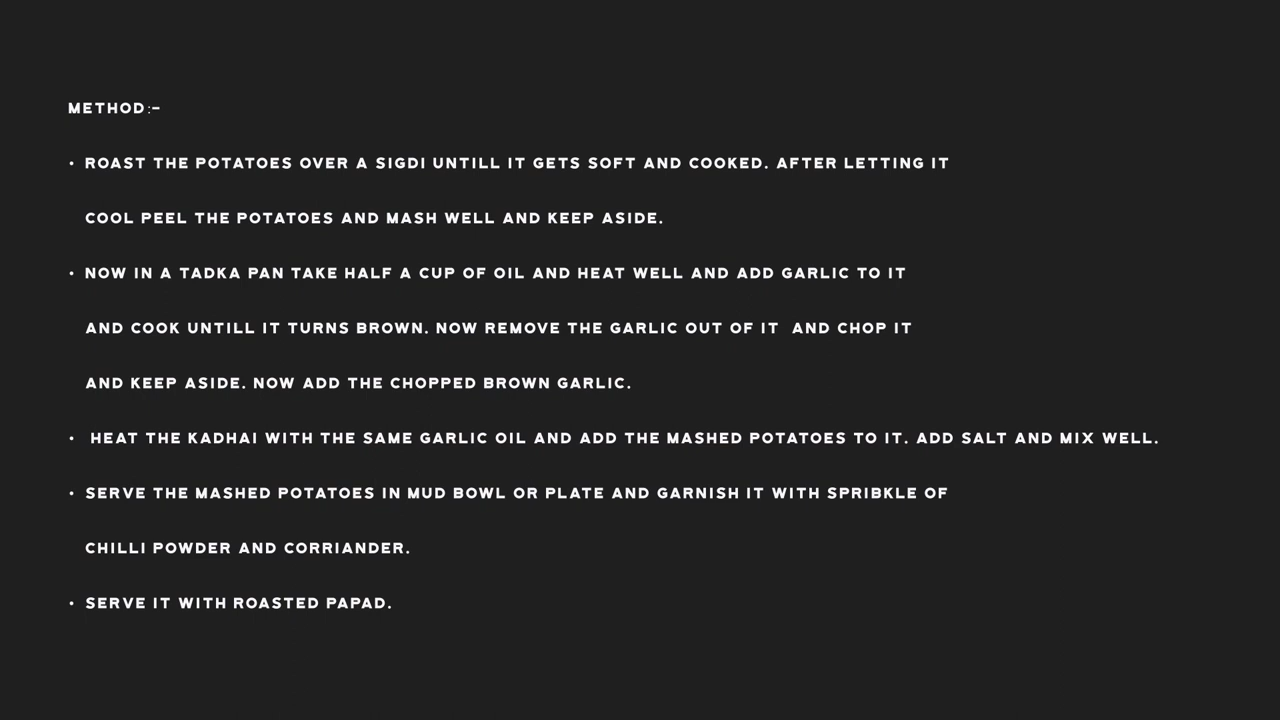 METHOD:-
• ROAST THE POTATOES OVER A SIGDI UNTILL IT GETS SOFT AND COOKED. AFTER LETTING IT
COOL PEEL THE POTATOES AND MASH WELL AND KEEP ASIDE.
• NOW IN A TADKA PAN TAKE HALF A CUP OF OIL AND HEAT WELL AND ADD GARLIC TO IT
AND COOK UNTILL IT TURNS BROWN. NOW REMOVE THE GARLIC OUT OF IT  AND CHOP IT
AND KEEP ASIDE. NOW ADD THE CHOPPED BROWN GARLIC.
•  HEAT THE KADHAI WITH THE SAME GARLIC OIL AND ADD THE MASHED POTATOES TO IT. ADD SALT AND MIX WELL.
• SERVE THE MASHED POTATOES IN MUD BOWL OR PLATE AND GARNISH IT WITH SPRIBKLE OF
CHILLI POWDER AND CORRIANDER.
• SERVE IT WITH ROASTED PAPAD.